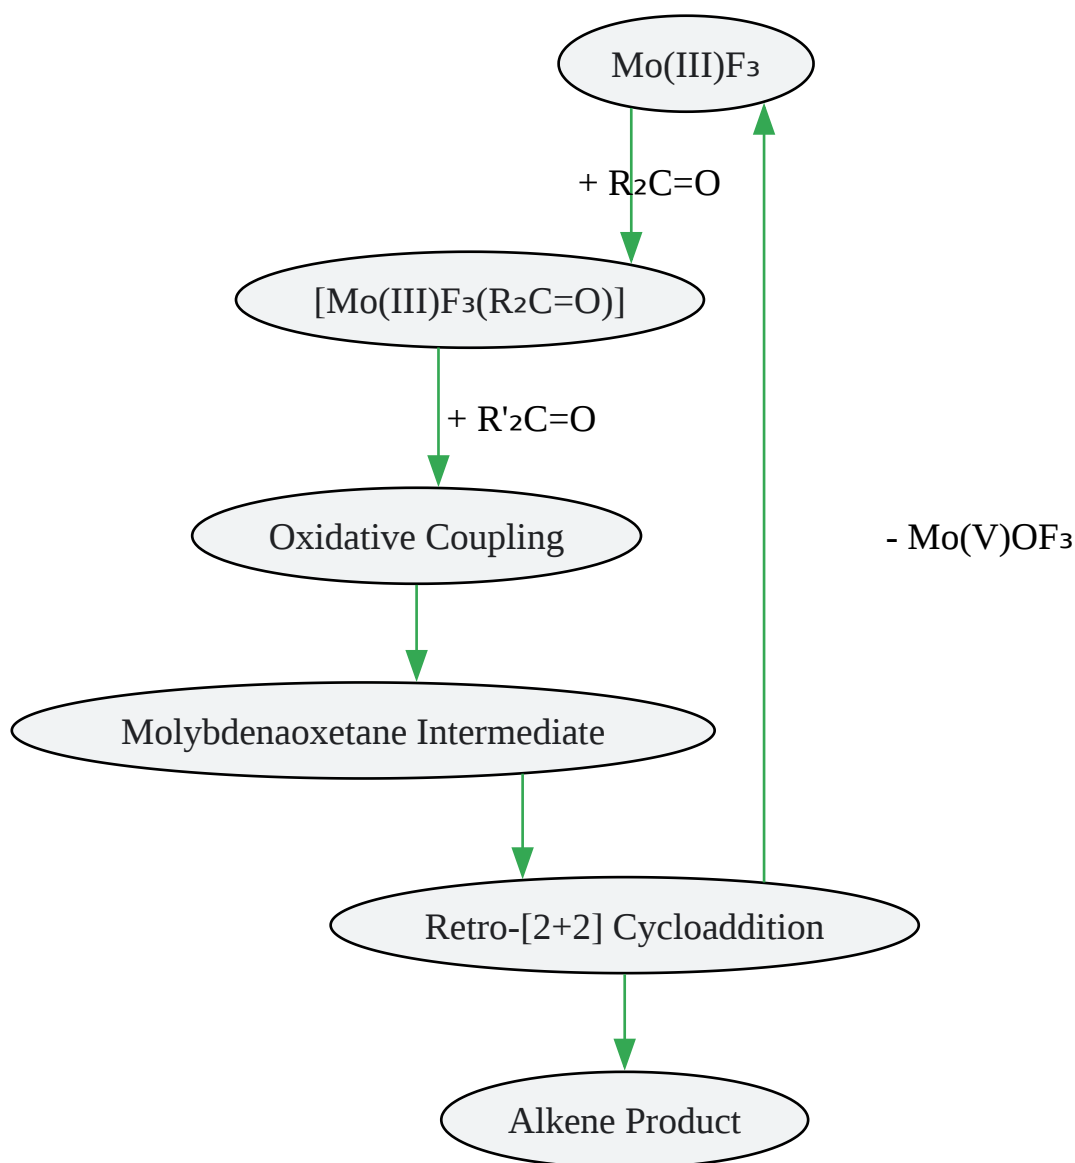 Mo(III)F₃
+ R₂C=O
[Mo(III)F₃(R₂C=O)]
+ R'₂C=O
Oxidative Coupling
- Mo(V)OF₃
Molybdenaoxetane Intermediate
Retro-[2+2] Cycloaddition
Alkene Product